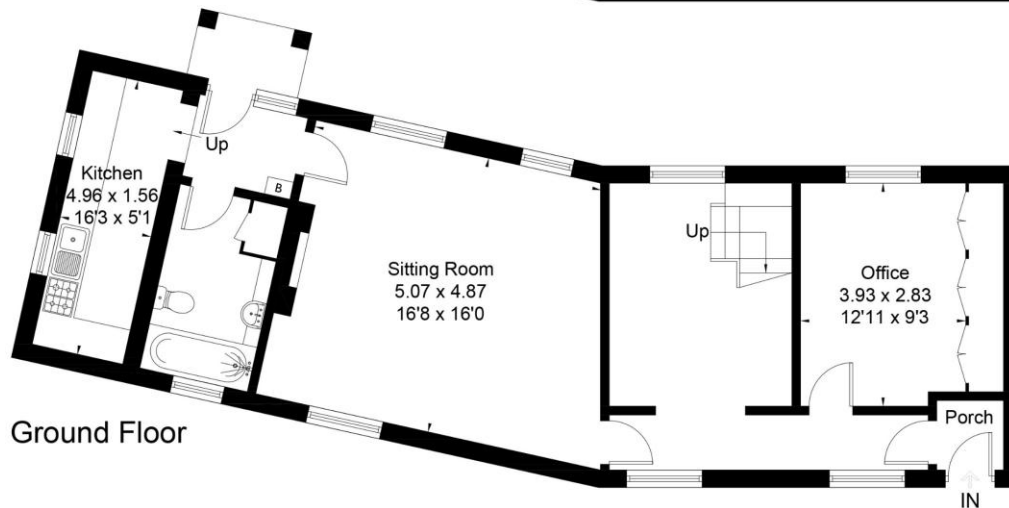 Up
Kitchen
4.96 x 1.56
16'3 x 5'1
B
Sitting Room
5.07 x 4.87
16'8 x 16'0
Up
Office
3.93 x 2.83
12'11 x 9'3
Porch
IN
Ground Floor